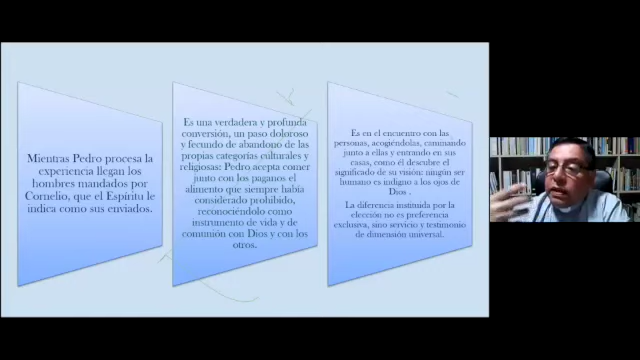 Mientras Pedro procesa la
experiencia llegan los
hombres mandados por
Cornelio, que el Espíritu le
indica como sus enviados.
Es una verdadera y profunda
conversión, un paso doloroso
y fecundo de abandono de las
propias categorías culturales y
religiosas: Pedro acepta comer
junto con los paganos el
alimento que siempre había
considerado prohibido,
reconociéndolo como
instrumento de vida y de
comunión con Dios y con los
otros.
Es en el encuentro con las
personas, acogiéndolas, caminando
junto a ellas y entrando en sus
casas, como él descubre el
significado de su visión: ningún ser
humano es indigno a los ojos de
Dios .
La diferencia instituida por la
elección no es preferencia
exclusiva, sino servicio y testimonio
de dimensión universal.